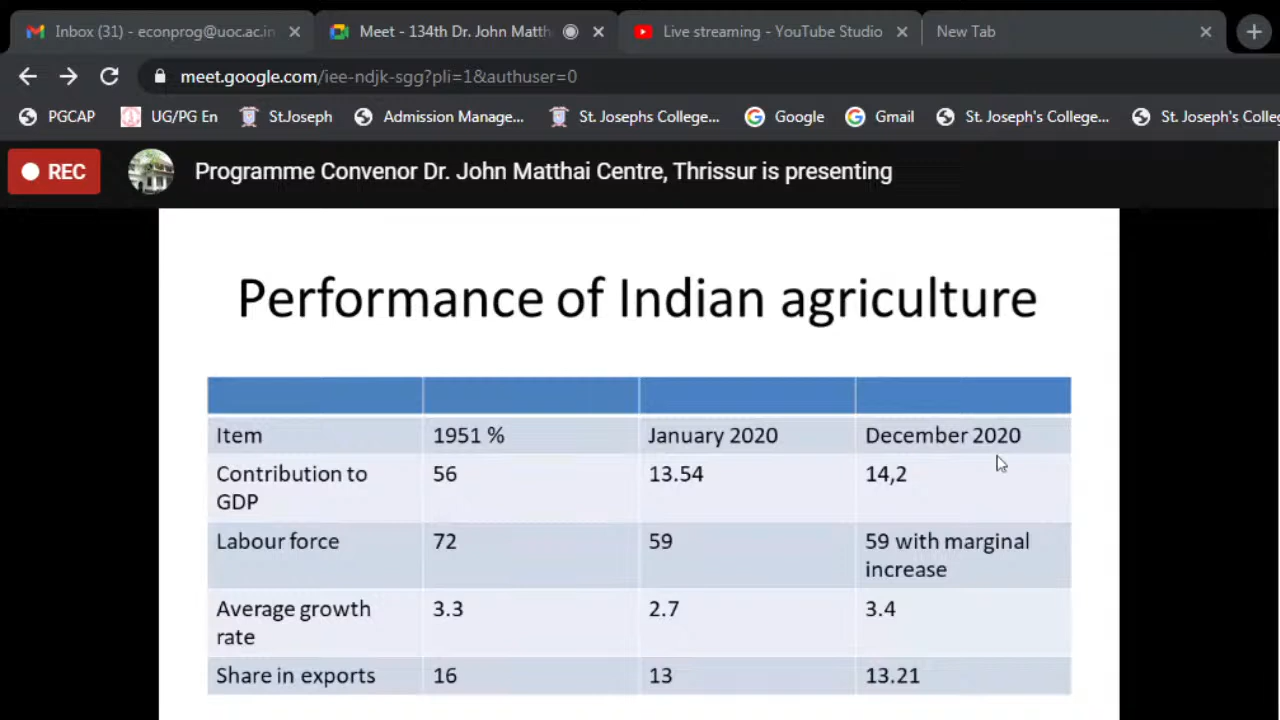 Inbox (31) - econprog@uoc.ac.in
Meet - 134th Dr. John Matth
Live streaming - YouTube Studio
New Tab
meet.google.com/iee-ndjk-sgg?pli=1&authuser=0
PGCAP
UG/PG En
StJoseph
Admission Manage...
St. Josephs College...
Google
Gmail
St. Joseph's College...
St. Joseph's Colle
REC
Programme Convenor Dr. John Matthai Centre, Thrissur is presenting
Performance of Indian agriculture
Item 1951 % January 2020 December 2020
Contribution to 56 13.54 14,2
GDP
Labour force 72 59 59 with marginal
increase
Average growth 3.3 2.7 3.4
rate
Share in exports 16 13 13.21